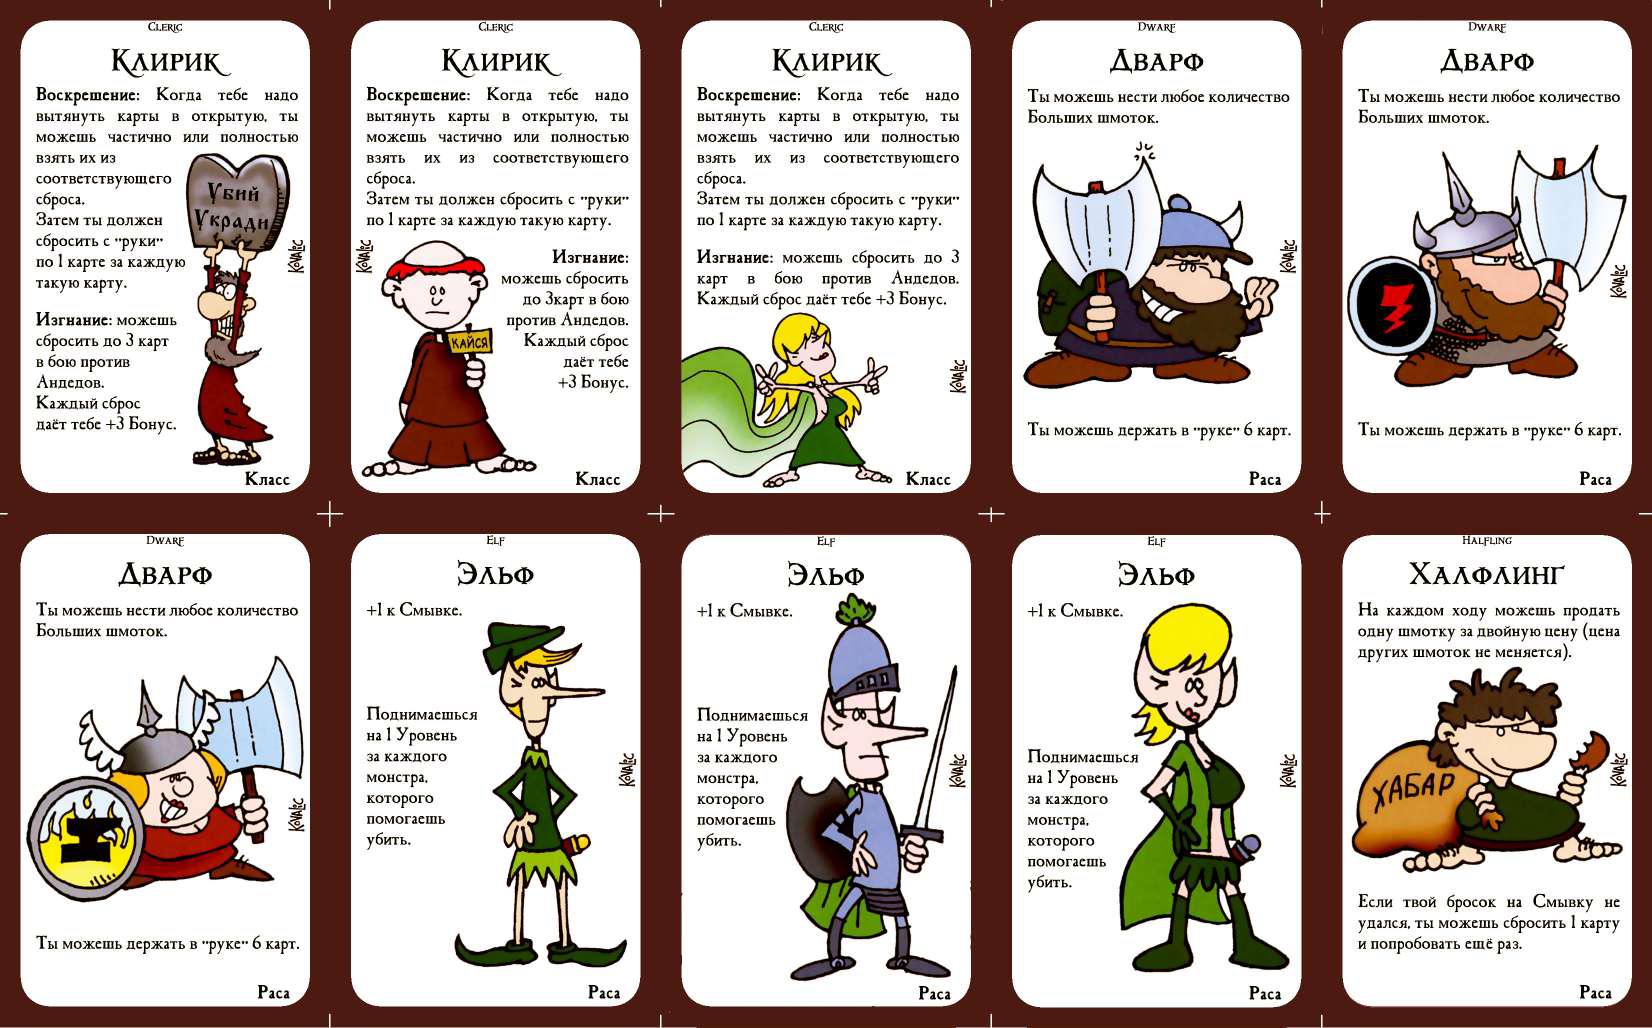 Cleric
Клирик
Воскрешение: Когда тебе надо
вытянуть карты в открытую, ты
можешь частично или полностью
взять их из
соответствующего
сброса.
Затем ты должен
сбросить с "руки"
по 1 карте за каждую
такую карту.
Убий
Укради
Kovalic
Изгнание: можешь
сбросить до 3 карт
в бою против
Андедов.
Каждый сброс
даёт тебе +3 Бонус.
Класс
Cleric
Клирик
Воскрешение: Когда тебе надо
вытянуть карты в открытую, ты
можешь частично или полностью
взять их из соответствующего
сброса.
Затем ты должен сбросить с "руки"
по 1 карте за каждую такую карту.
Kovalic
Изгнание:
можешь сбросить
до 3карт в бою
против Андедов.
Каждый сброс
даёт тебе
+3 Бонус.
КАЙСЯ
Класс
Cleric
Клирик
Воскрешение: Когда тебе надо
вытянуть карты в открытую, ты
можешь частично или полностью
взять их из соответствующего
сброса.
Затем ты должен сбросить с "руки"
по 1 карте за каждую такую карту.
Изгнание: можешь сбросить до 3
карт в бою против Андедов.
Каждый сброс даёт тебе +3 Бонус.
Kovalic
Класс
Dwarf
Дварф
Ты можешь нести любое количество
Больших шмоток.
Kovalic
Ты можешь держать в "руке" 6 карт.
Раса
Dwarf
Дварф
Ты можешь нести любое количество
Больших шмоток.
Kovalic
Ты можешь держать в "руке" 6 карт.
Раса
Dwarf
Дварф
Ты можешь нести любое количество
Больших шмоток.
Kovalic
Ты можешь держать в "руке" 6 карт.
Раса
Elf
Эльф
+1 к Смывке.
Поднимаешься
на 1 Уровень
за каждого
монстра,
которого
помогаешь
убить.
Kovalic
Раса
Elf
Эльф
+1 к Смывке.
Поднимаешься
на 1 Уровень
за каждого
монстра,
которого
помогаешь
убить.
Kovalic
Раса
Elf
Эльф
+1 к Смывке.
Поднимаешься
на 1 Уровень
за каждого
монстра,
которого
помогаешь
убить.
Kovalic
Раса
Halfling
Халфлинг
На каждом ходу можешь продать
одну шмотку за двойную цену (цена
других шмоток не меняется).
ХАБАР
Kovalic
Если твой бросок на Смывку не
удался, ты можешь сбросить 1 карту
и попробовать ещё раз.
Раса